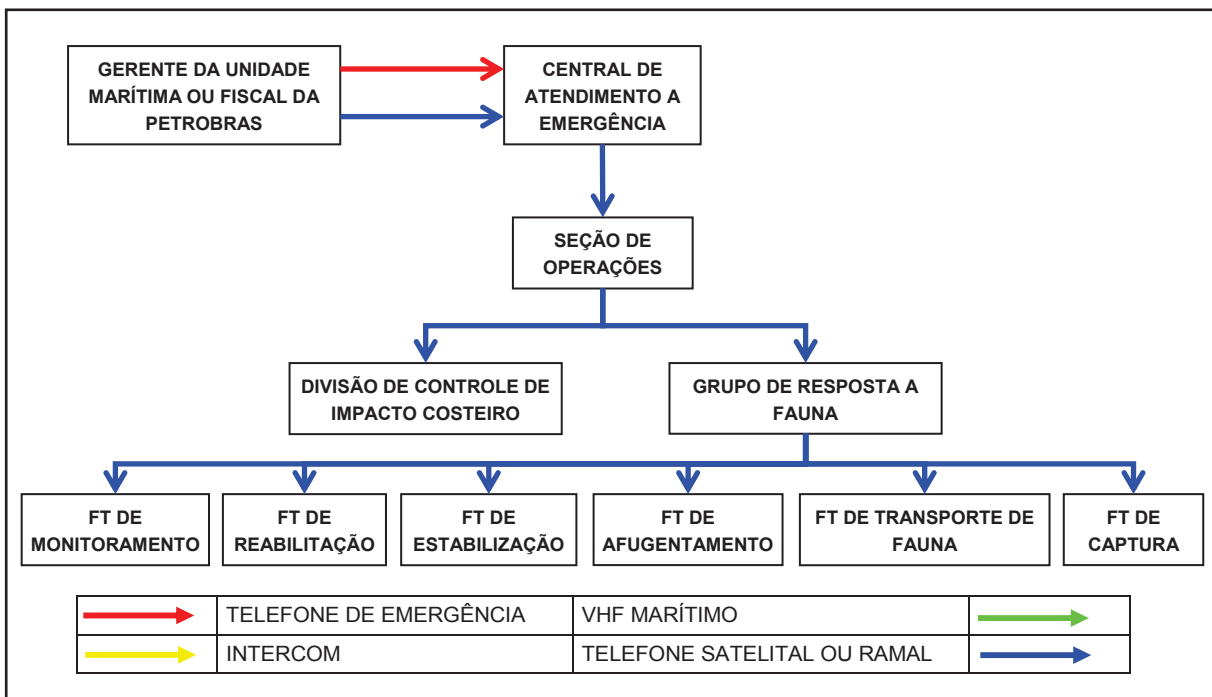 GERENTE DA UNIDADE
MARÍTIMA OU FISCAL DA
PETROBRAS
CENTRAL DE
ATENDIMENTO A
EMERGÊNCIA
SEÇÃO DE
OPERAÇÕES
DIVISÃO DE CONTROLE DE
IMPACTO COSTEIRO
GRUPO DE RESPOSTA A
FAUNA
FT DE
MONITORAMENTO
FT DE
REABILITAÇÃO
FT DE
ESTABILIZAÇÃO
FT DE
AFUGENTAMENTO
FT DE TRANSPORTE DE
FAUNA
FT DE
CAPTURA
TELEFONE DE EMERGÊNCIA
VHF MARÍTIMO
INTERCOM
TELEFONE SATELITAL OU RAMAL